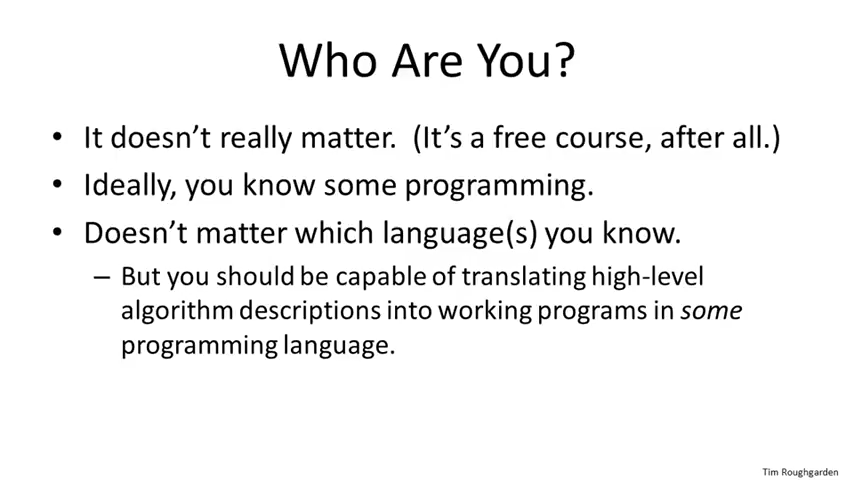 Who Are You?
• It doesn't really matter.  (It's a free course, after all.)
• Ideally, you know some programming.
• Doesn't matter which language(s) you know.
– But you should be capable of translating high-level
algorithm descriptions into working programs in some
programming language.
Tim Roughgarden